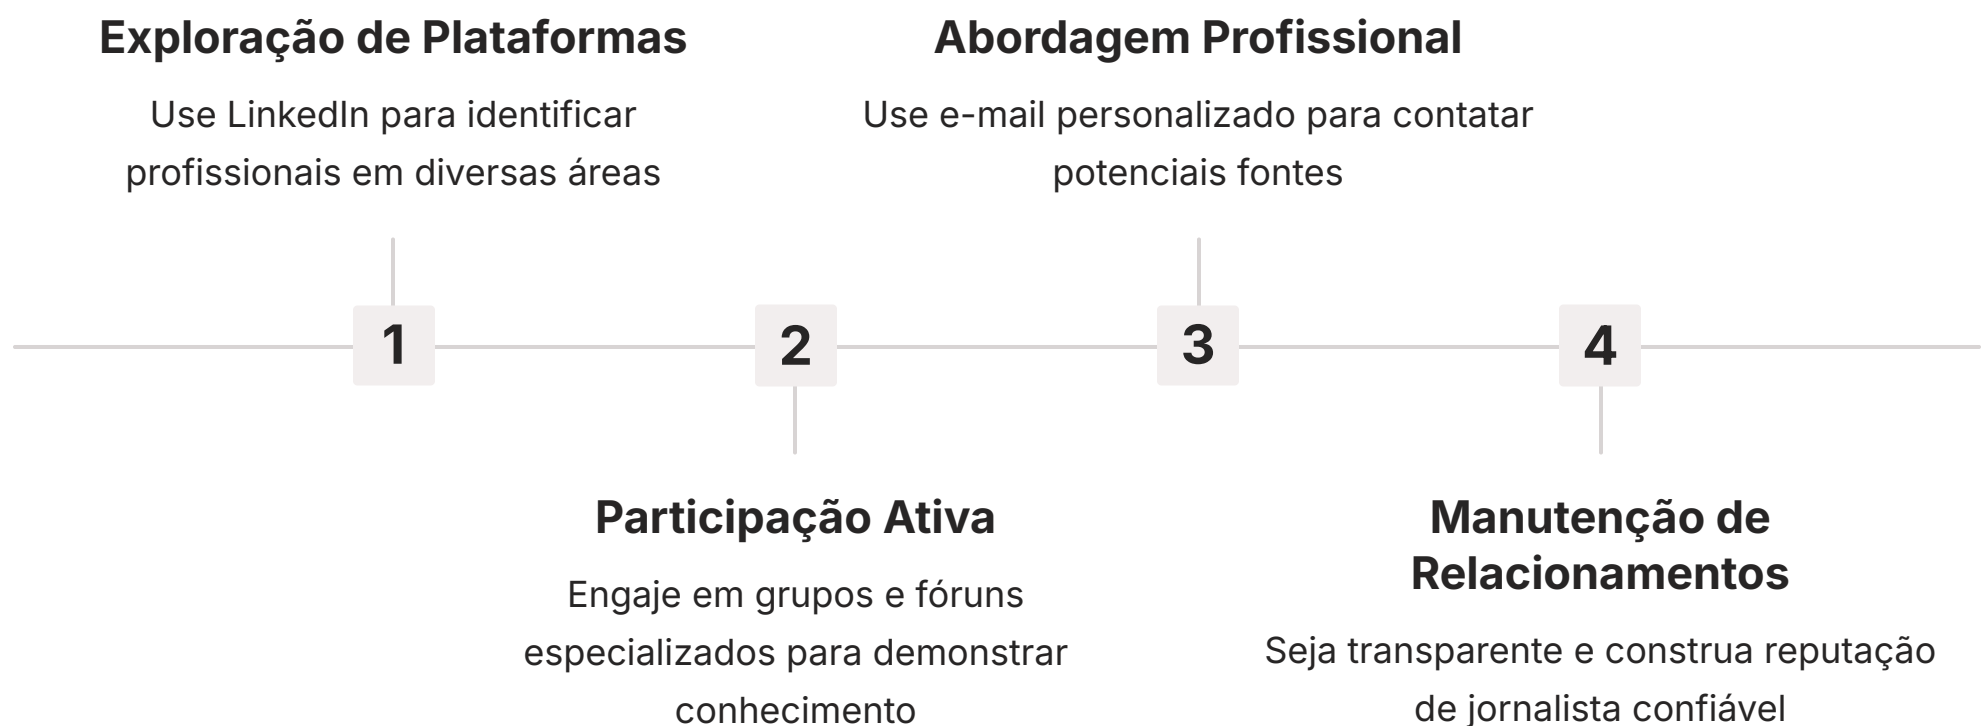 Exploração de Plataformas
Use LinkedIn para identificar
profissionais em diversas áreas
1
2
Participação Ativa
Engaje em grupos e fóruns
especializados para demonstrar
conhecimento
Abordagem Profissional
Use e-mail personalizado para contatar
potenciais fontes
3
4
Manutenção de
Relacionamentos
Seja transparente e construa reputação
de jornalista confiável